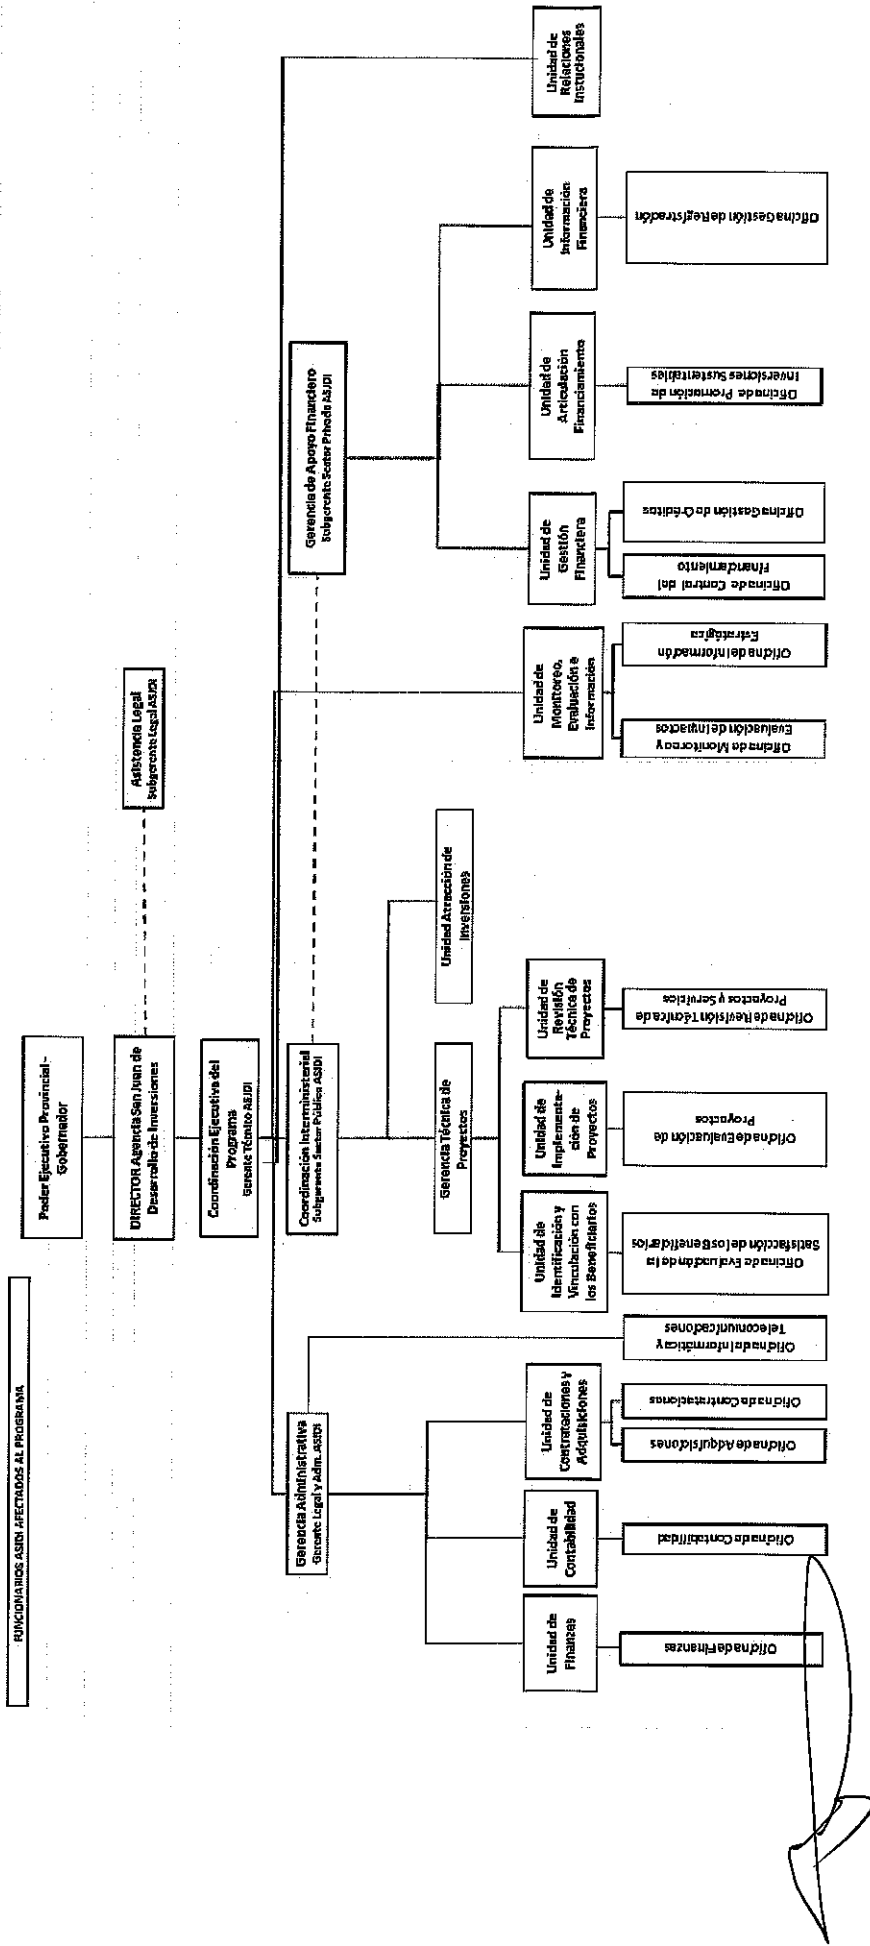 FUNCIONARIOS ASJDI AFECTADOS AL PROGRAMA
Poder Ejecutivo Provincial -
Gobernador
DIRECTOR Agencia San Juan de
Desarrollo de Inversiones
Asistencia Legal
Subgerente Legal ASJDI
Coordinación Ejecutiva del
Programa
Gerente Técnico ASJDI
Gerencia Administrativa
Gerente Legal y Adm. ASJDI
Coordinación Interministerial
Subgerente Sector Público ASJDI
Gerencia de Apoyo Financiero
Subgerente Sector Privado ASJDI
Gerencia Técnica de
Proyectos
Unidad Atracción de
Inversiones
Unidad de
Finanzas
Unidad de
Contabilidad
Unidad de
Contrataciones y
Adquisiciones
Unidad de
Identificación y
Vinculación con
los Beneficiarios
Unidad de
Implementa-
ción de
Proyectos
Unidad de
Revisión
Técnica de
Proyectos
Unidad de
Monitoreo,
Evaluación e
Información
Unidad de
Gestión
Financiera
Unidad de
Articulación
Financiamiento
Unidad de
Información
Financiera
Unidad de
Relaciones
Instucionales
Oficina de Finanzas
Oficina de Contabilidad
Oficina de Adquisiciones
Oficina de Contrataciones
Oficina de Informática y
Telecomunicaciones
Oficina de Evaluación de la
Satisfacción de los Beneficiarios
Oficina de Evaluación de
Proyectos
Oficina de Revisión Técnica de
Proyectos y Servicios
Oficina de Monitoreo y
Evaluación de Impactos
Oficina de Información
Estratégica
Oficina de Control del
Financiamiento
Oficina Gestión de Créditos
Oficina de Promoción de
Inversiones Sustentables
Oficina Gestión de Registración